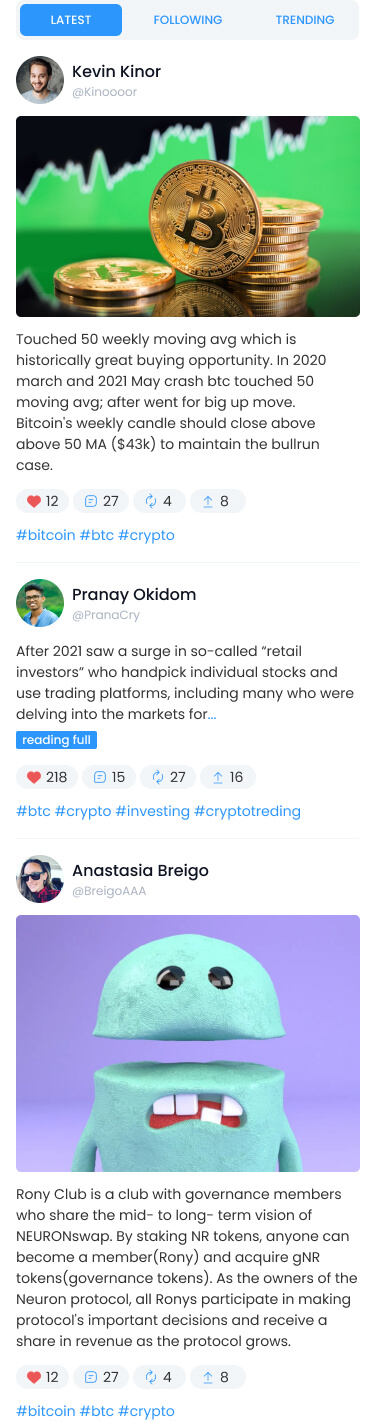 LATEST FOLLOWING TRENDING
Kevin Kinor
@Kinoooor
Touched 50 weekly moving avg which is
historically great buying opportunity. In 2020
march and 2021 May crash btc touched 50
moving avg; after went for big up move.
Bitcoin's weekly candle should close above
above 50 MA ($43k) to maintain the bullrun
case.
12 27 4 8
#bitcoin #btc #crypto
Pranay Okidom
@PranaCry
After 2021 saw a surge in so-called “retail
investors” who handpick individual stocks and
use trading platforms, including many who were
delving into the markets for...
reading full
218 15 27 16
#btc #crypto #investing #cryptotreding
Anastasia Breigo
@BreigoAAA
Rony Club is a club with governance members
who share the mid- to long- term vision of
NEURONswap. By staking NR tokens, anyone can
become a member(Rony) and acquire gNR
tokens(governance tokens). As the owners of the
Neuron protocol, all Ronys participate in making
protocol's important decisions and receive a
share in revenue as the protocol grows.
12 27 4 8
#bitcoin #btc #crypto